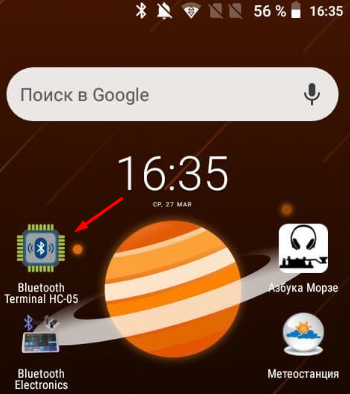 56 % 16:35
Поиск в Google
16:35
СР, 27 МАЯ
Bluetooth
Terminal HC-05
Азбука Морзе
Bluetooth
Electronics
Метеостанция